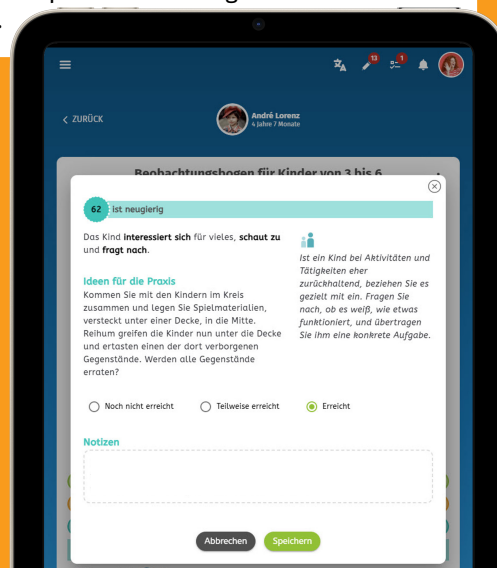 13
1
ZURÜCK
André Lorenz
4 Jahre 7 Monate
Beobachtungsbogen für Kinder von 3 bis 6
62 ist neugierig
Das Kind interessiert sich für vieles, schaut zu
und fragt nach.
Ideen für die Praxis
Kommen Sie mit den Kindern im Kreis
zusammen und legen Sie Spielmaterialien,
versteckt unter einer Decke, in die Mitte.
Reihum greifen die Kinder nun unter die Decke
und ertasten einen der dort verborgenen
Gegenstände. Werden alle Gegenstände
erraten?
Ist ein Kind bei Aktivitäten und
Tätigkeiten eher
zurückhaltend, beziehen Sie es
gezielt mit ein. Fragen Sie
nach, ob es weiß, wie etwas
funktioniert, und übertragen
Sie ihm eine konkrete Aufgabe.
Noch nicht erreicht
Teilweise erreicht
Erreicht
Notizen
Abbrechen
Speichern